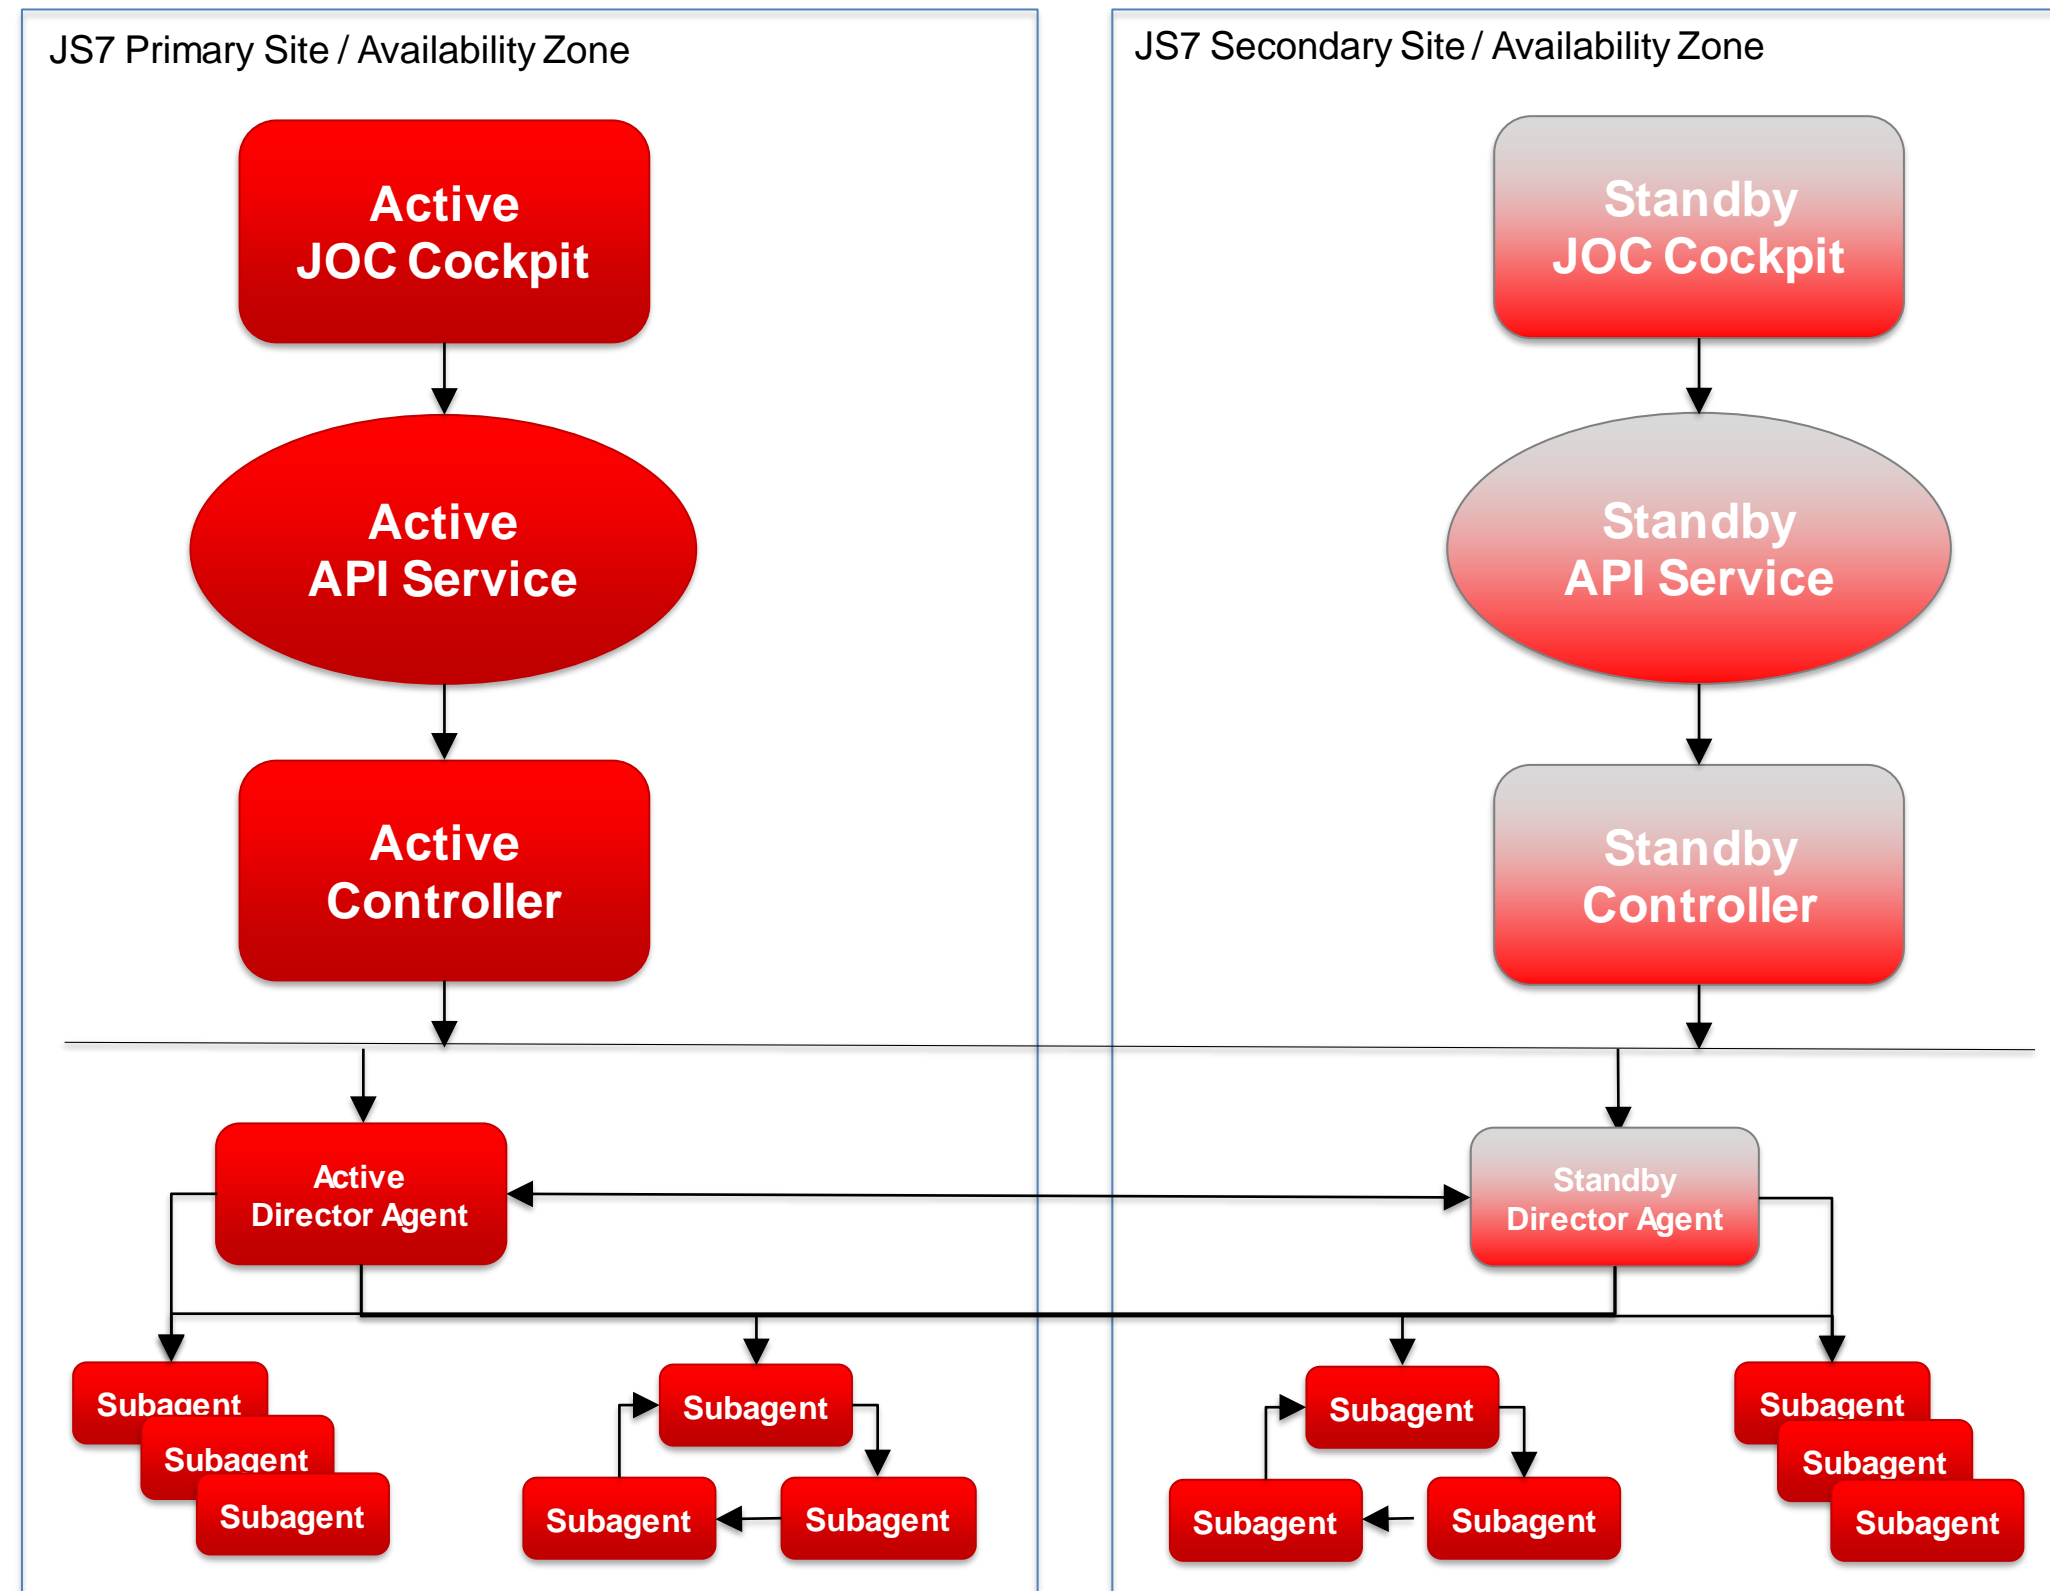 JS7 Primary Site / Availability Zone
JS7 Secondary Site / Availability Zone
Active
JOC Cockpit
Standby
JOC Cockpit
Active
API Service
Standby
API Service
Active
Controller
Standby
Controller
Active
Director Agent
Standby
Director Agent
Subagent
Subagent
Subagent
Subagent
Subagent
Subagent
Subagent
Subagent
Subagent
Subagent
Subagent
Subagent